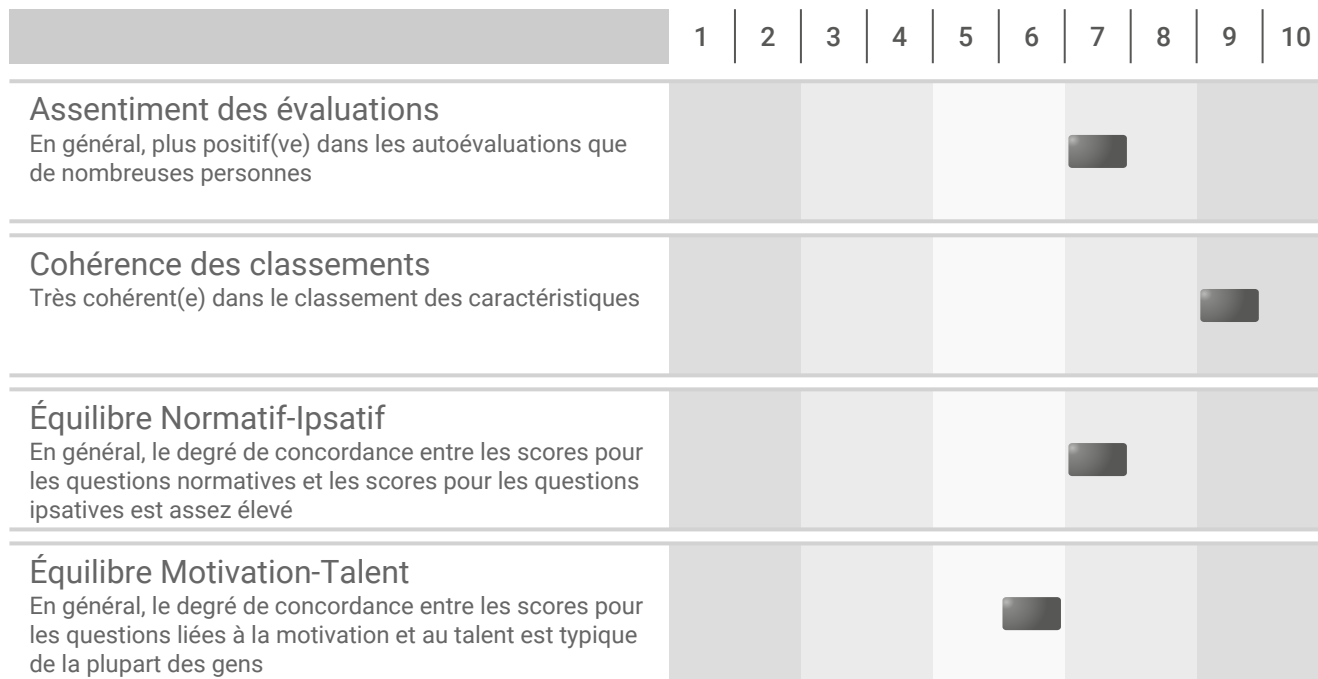 1 2 3 4 5 6 7 8 9 10
Assentiment des évaluations
En général, plus positif(ve) dans les autoévaluations que
de nombreuses personnes
Cohérence des classements
Très cohérent(e) dans le classement des caractéristiques
Équilibre Normatif-Ipsatif
En général, le degré de concordance entre les scores pour
les questions normatives et les scores pour les questions
ipsatives est assez élevé
Équilibre Motivation-Talent
En général, le degré de concordance entre les scores pour
les questions liées à la motivation et au talent est typique
de la plupart des gens